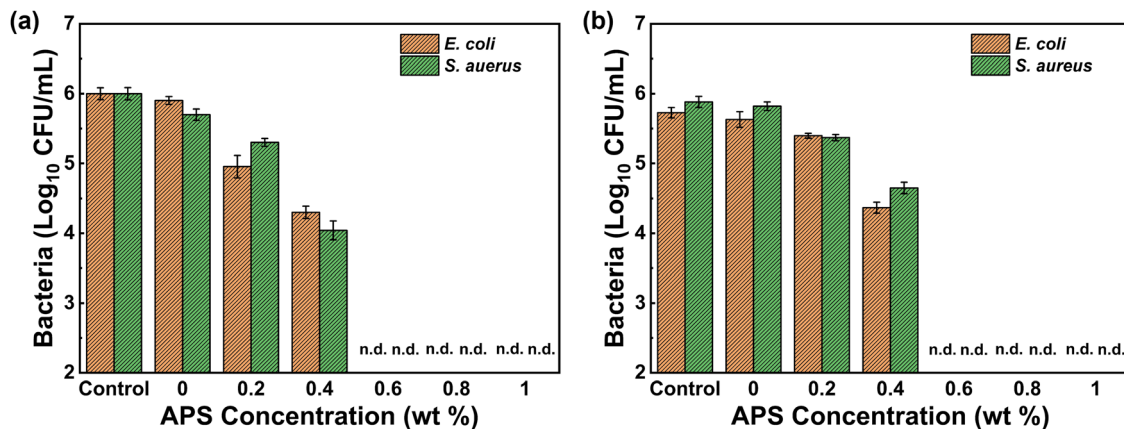 (a)
7
6
5
4
3
2
Bacteria (Log10 CFU/mL)
E. coli
S. auerus
n.d. n.d. n.d. n.d. n.d. n.d.
Control 0 0.2 0.4 0.6 0.8 1
APS Concentration (wt %)
(b)
7
6
5
4
3
2
Bacteria (Log10 CFU/mL)
E. coli
S. aureus
n.d. n.d. n.d. n.d. n.d. n.d.
Control 0 0.2 0.4 0.6 0.8 1
APS Concentration (wt %)